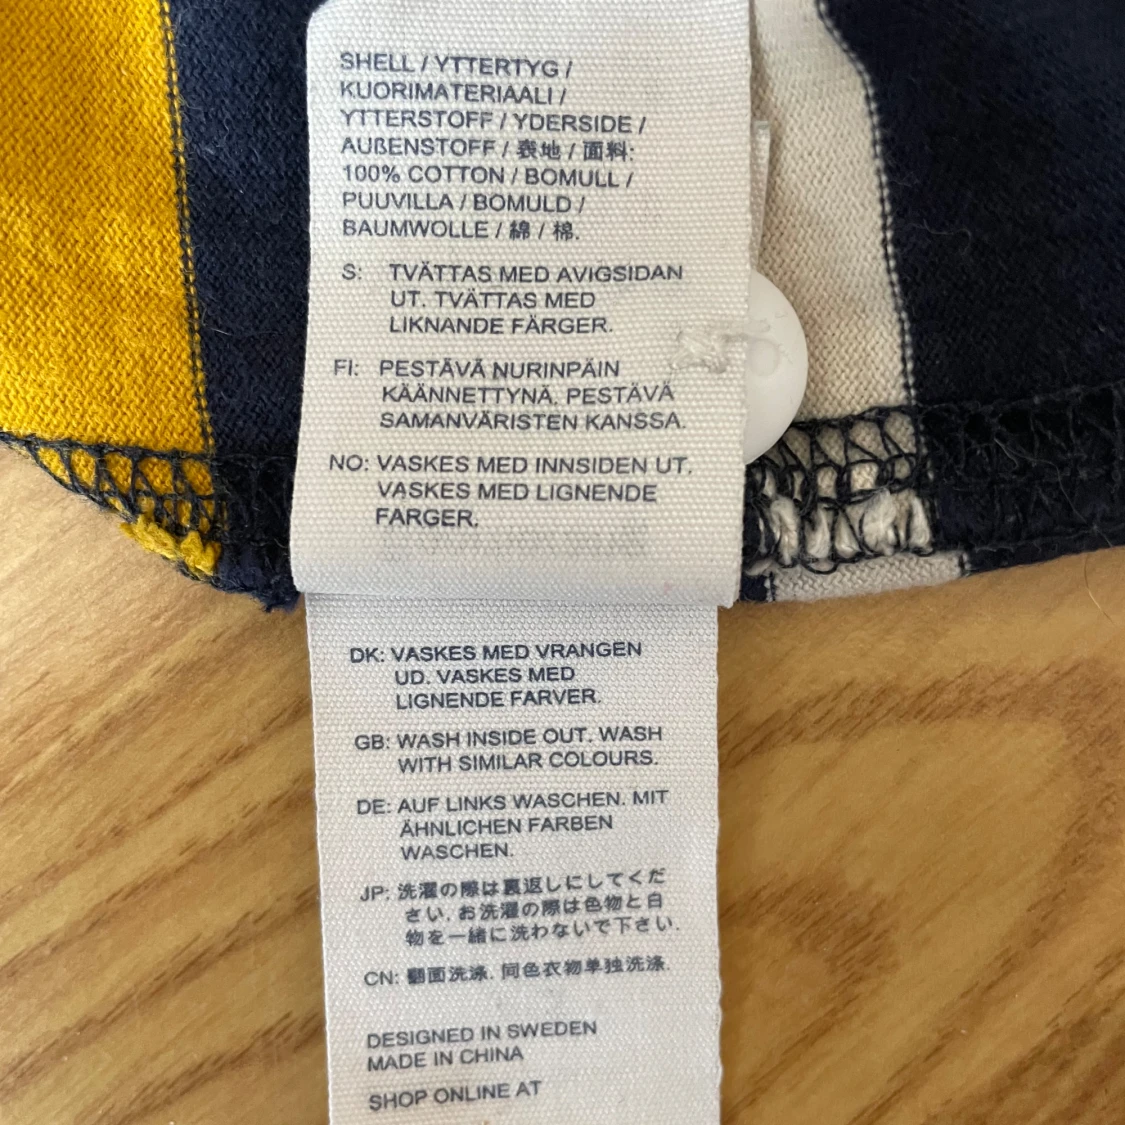 SHELL / YTTERTYG /
KUORIMATERIAALI /
YTTERSTOFF / YDERSIDE /
AUßENSTOFF / 表地 / 面料:
100% COTTON / BOMULL /
PUUVILLA / BOMULD /
BAUMWOLLE / 綿 / 棉.
S: TVÄTTAS MED AVIGSIDAN
UT. TVÄTTAS MED
LIKNANDE FÄRGER.
FI: PESTÄVÄ NURINPÄIN
KÄÄNNETTYNÄ. PESTÄVÄ
SAMANVÄRISTEN KANSSA.
NO: VASKES MED INNSIDEN UT.
VASKES MED LIGNENDE
FARGER.
DK: VASKES MED VRANGEN
UD. VASKES MED
LIGNENDE FARVER.
GB: WASH INSIDE OUT. WASH
WITH SIMILAR COLOURS.
DE: AUF LINKS WASCHEN. MIT
ÄHNLICHEN FARBEN
WASCHEN.
JP: 洗濯の際は裏返しにしてくだ
さい. お洗濯の際は色物と白
物を一緒に洗わないで下さい.
CN: 翻面洗涤. 同色衣物单独洗涤.
DESIGNED IN SWEDEN
MADE IN CHINA
SHOP ONLINE AT